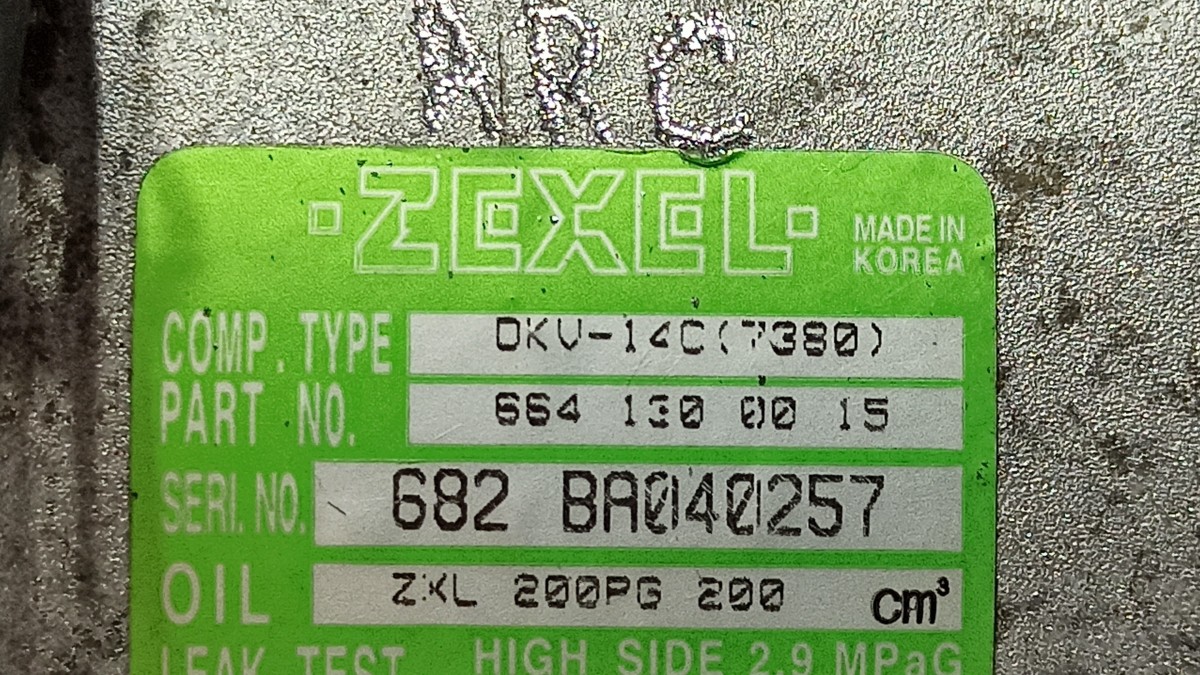 ARC
ZEXEL
MADE IN
KOREA
COMP. TYPE DKV-14C(7380)
PART NO. 664 130 00 15
SERI. NO. 682 BA040257
OIL ZXL 200PG 200 cm³
LEAK TEST HIGH SIDE 2.9 MPaG